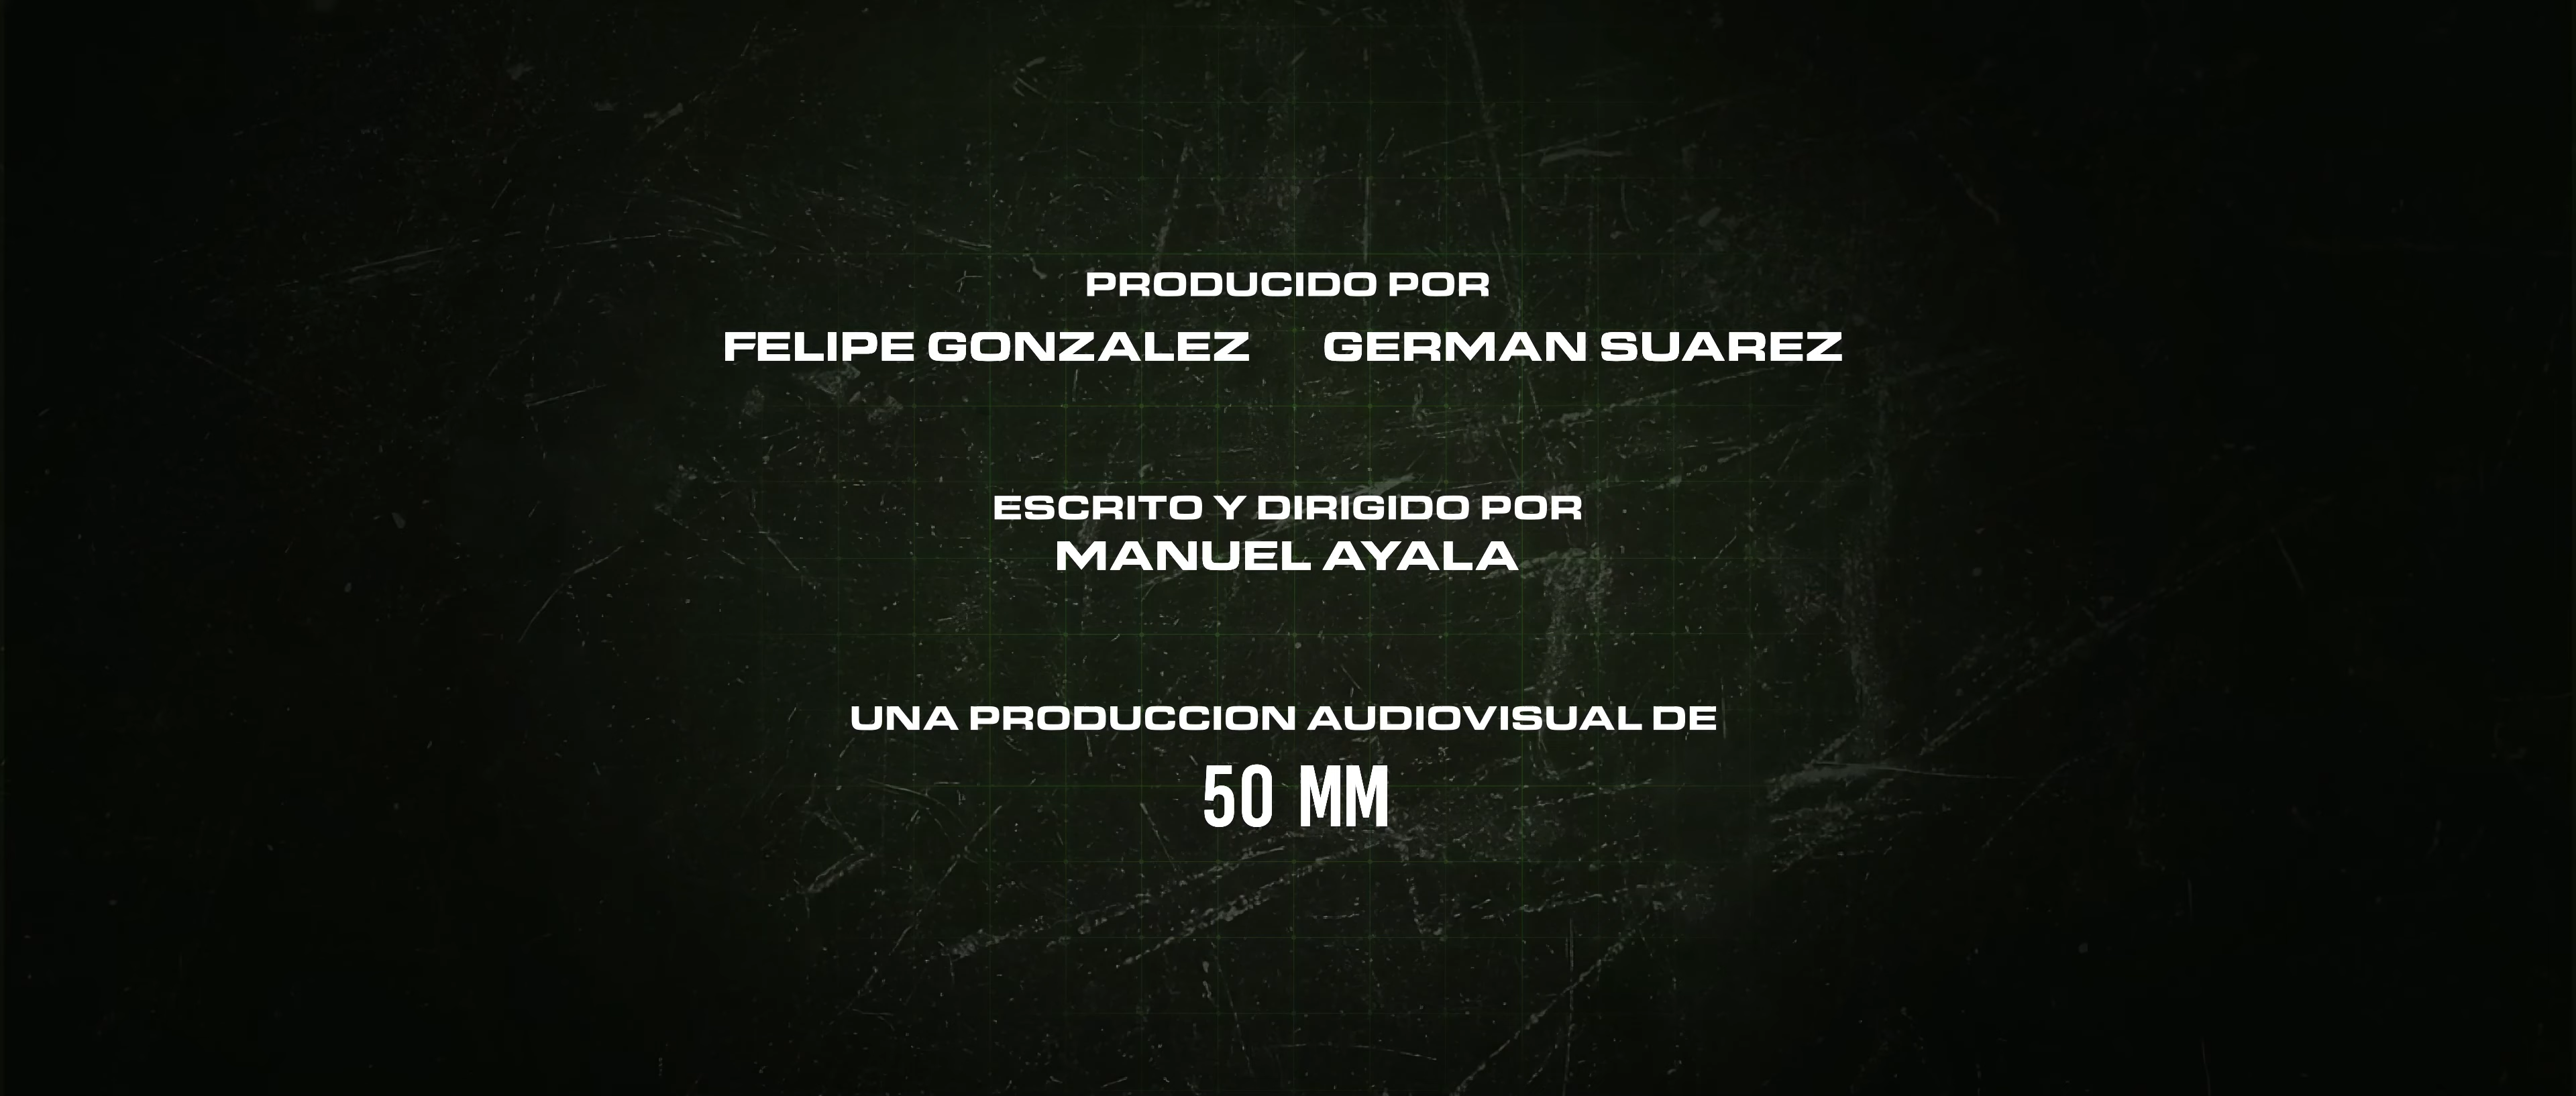 PRODUCIDO POR
FELIPE GONZALEZ GERMAN SUAREZ
ESCRITO Y DIRIGIDO POR
MANUEL AYALA
UNA PRODUCCION AUDIOVISUAL DE
50 MM